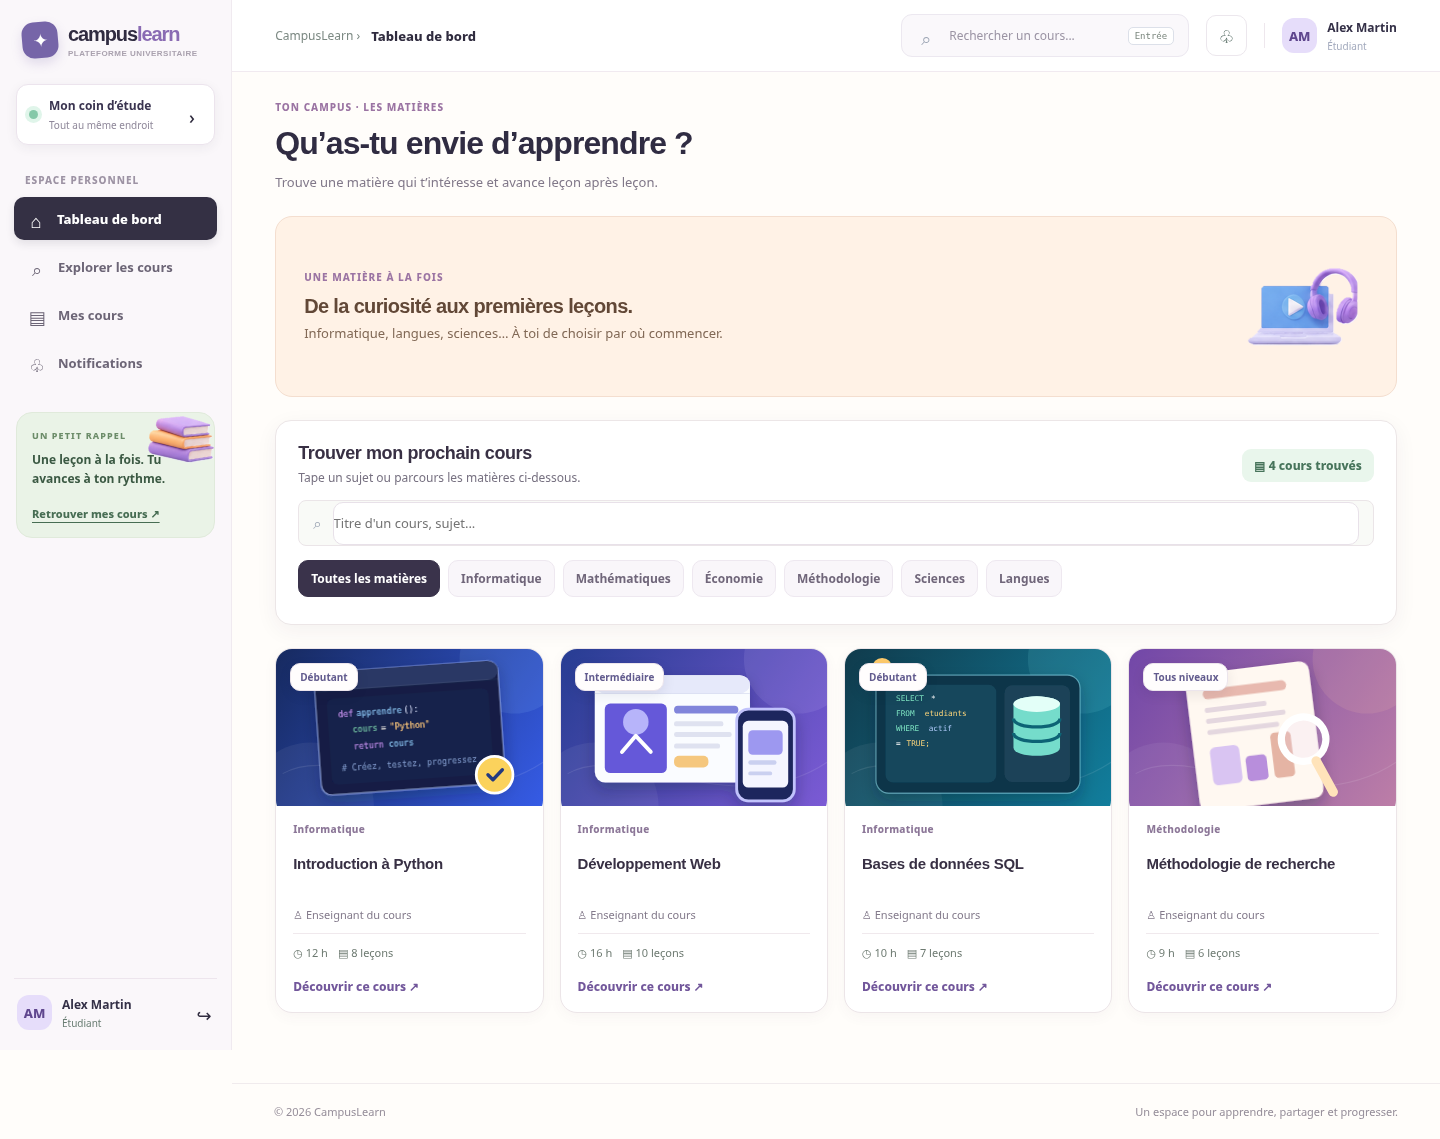 campuslearn
PLATEFORME UNIVERSITAIRE
Mon coin d’étude
Tout au même endroit
ESPACE PERSONNEL
Tableau de bord
Explorer les cours
Mes cours
Notifications
UN PETIT RAPPEL
Une leçon à la fois. Tu
avances à ton rythme.
Retrouver mes cours ↗
AM
Alex Martin
Étudiant
CampusLearn › Tableau de bord
Rechercher un cours...
Entrée
AM
Alex Martin
Étudiant
TON CAMPUS · LES MATIÈRES
Qu’as-tu envie d’apprendre ?
Trouve une matière qui t’intéresse et avance leçon après leçon.
UNE MATIÈRE À LA FOIS
De la curiosité aux premières leçons.
Informatique, langues, sciences… À toi de choisir par où commencer.
Trouver mon prochain cours
Tape un sujet ou parcours les matières ci-dessous.
4 cours trouvés
Titre d'un cours, sujet...
Toutes les matières
Informatique
Mathématiques
Économie
Méthodologie
Sciences
Langues
Débutant
def apprendre():
cours = "Python"
return cours
# Créez, testez, progressez
Informatique
Introduction à Python
Enseignant du cours
12 h
8 leçons
Découvrir ce cours ↗
Intermédiaire
Informatique
Développement Web
Enseignant du cours
16 h
10 leçons
Découvrir ce cours ↗
Débutant
SELECT *
FROM etudiants
WHERE actif
= TRUE;
Informatique
Bases de données SQL
Enseignant du cours
10 h
7 leçons
Découvrir ce cours ↗
Tous niveaux
Méthodologie
Méthodologie de recherche
Enseignant du cours
9 h
6 leçons
Découvrir ce cours ↗
© 2026 CampusLearn
Un espace pour apprendre, partager et progresser.